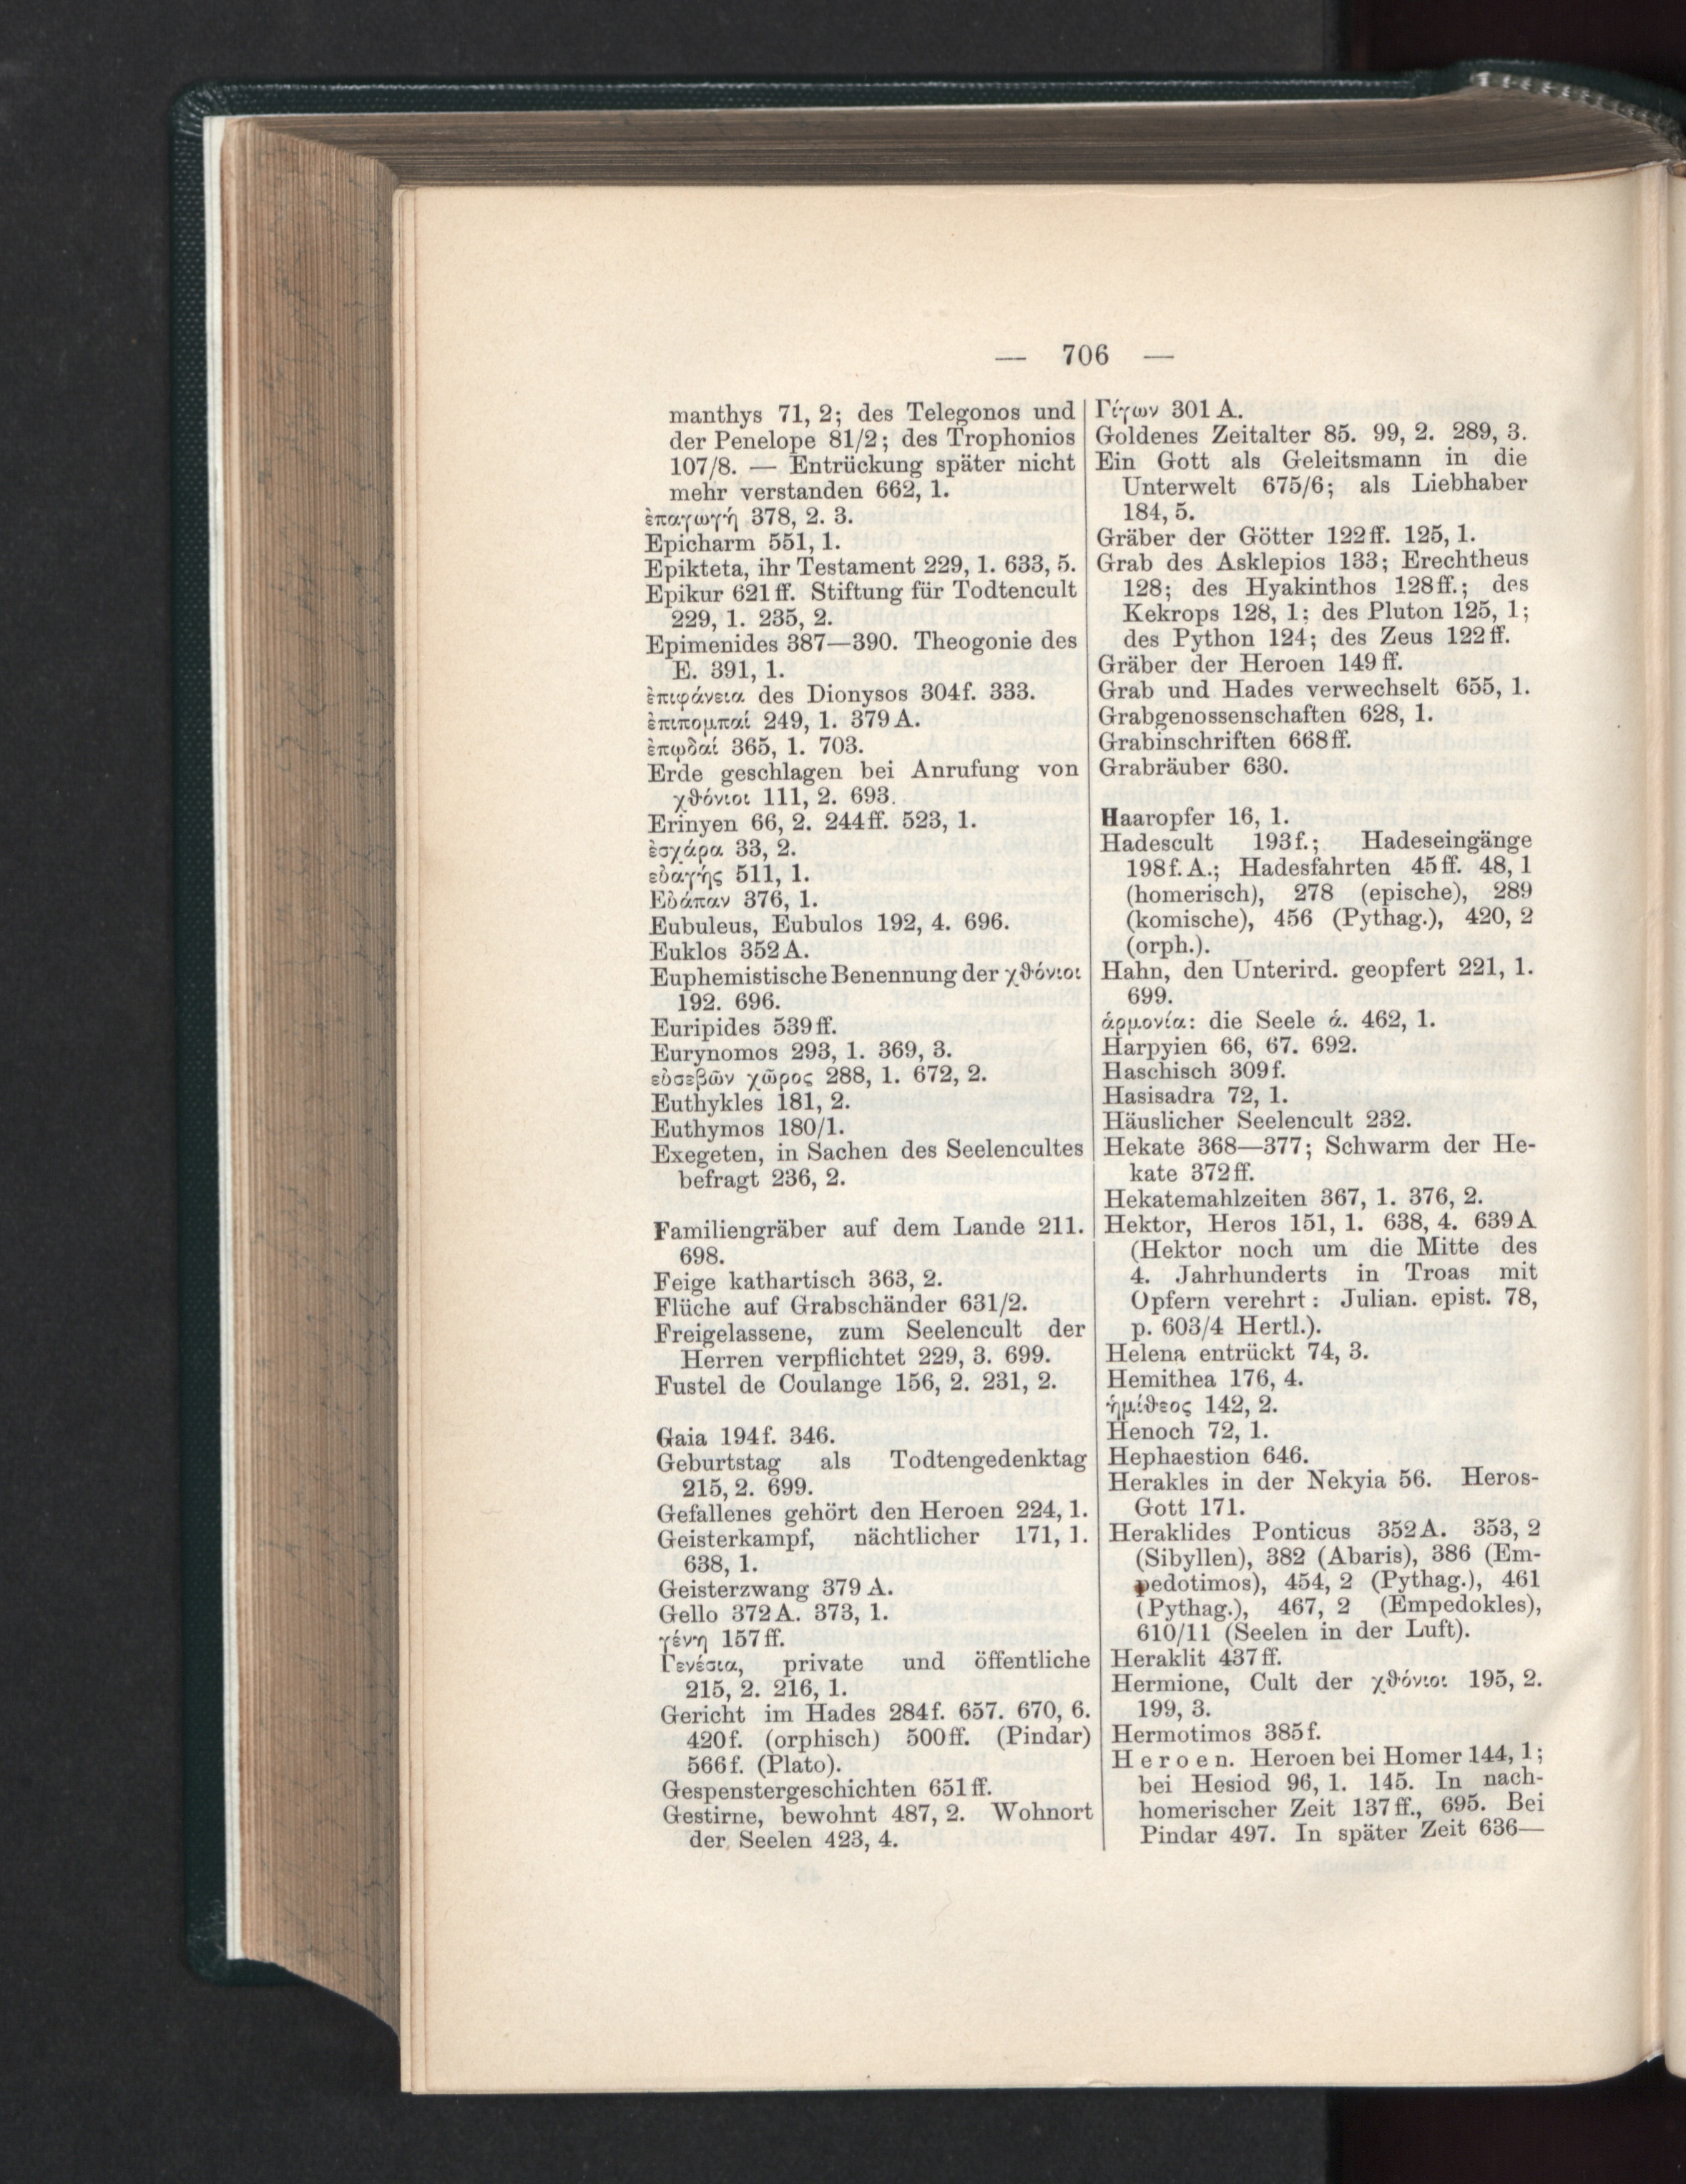 — 706 —
manthys 71, 2; des Telegonos und
der Penelope 81/2; des Trophonios
107/8. — Entrückung später nicht
mehr verstanden 662, 1.
ἐπαγωγή 378, 2. 3.
Epicharm 551, 1.
Epikteta, ihr Testament 229, 1. 633, 5.
Epikur 621 ff. Stiftung für Todtencult
229, 1. 235, 2.
Epimenides 387—390. Theogonie des
E. 391, 1.
ἐπιφάνεια des Dionysos 304f. 333.
ἐπιπομπαί 249, 1. 379 A.
ἐπῳδαί 365, 1. 703.
Erde geschlagen bei Anrufung von
χθόνιοι 111, 2. 693.
Erinyen 66, 2. 244 ff. 523, 1.
ἐσχάρα 33, 2.
εὐαγής 511, 1.
Εὐάπαν 376, 1.
Eubuleus, Eubulos 192, 4. 696.
Euklos 352 A.
Euphemistische Benennung der χθόνιοι
192. 696.
Euripides 539 ff.
Eurynomos 293, 1. 369, 3.
εὐσεβῶν χῶρος 288, 1. 672, 2.
Euthykles 181, 2.
Euthymos 180/1.
Exegeten, in Sachen des Seelencultes
befragt 236, 2.
Familiengräber auf dem Lande 211.
698.
Feige kathartisch 363, 2.
Flüche auf Grabschänder 631/2.
Freigelassene, zum Seelencult der
Herren verpflichtet 229, 3. 699.
Fustel de Coulange 156, 2. 231, 2.
Gaia 194 f. 346.
Geburtstag als Todtengedenktag
215, 2. 699.
Gefallenes gehört den Heroen 224, 1.
Geisterkampf, nächtlicher 171, 1.
638, 1.
Geisterzwang 379 A.
Gello 372 A. 373, 1.
γένη 157 ff.
Γενέσια, private und öffentliche
215, 2. 216, 1.
Gericht im Hades 284 f. 657. 670, 6.
420 f. (orphisch) 500 ff. (Pindar)
566 f. (Plato).
Gespenstergeschichten 651 ff.
Gestirne, bewohnt 487, 2. Wohnort
der Seelen 423, 4.
Γίγων 301 A.
Goldenes Zeitalter 85. 99, 2. 289, 3.
Ein Gott als Geleitsmann in die
Unterwelt 675/6; als Liebhaber
184, 5.
Gräber der Götter 122 ff. 125, 1.
Grab des Asklepios 133; Erechtheus
128; des Hyakinthos 128 ff.; des
Kekrops 128, 1; des Pluton 125, 1;
des Python 124; des Zeus 122 ff.
Gräber der Heroen 149 ff.
Grab und Hades verwechselt 655, 1.
Grabgenossenschaften 628, 1.
Grabinschriften 668 ff.
Grabräuber 630.
Haaropfer 16, 1.
Hadescult 193 f.; Hadeseingänge
198 f. A.; Hadesfahrten 45 ff. 48, 1
(homerisch), 278 (epische), 289
(komische), 456 (Pythag.), 420, 2
(orph.).
Hahn, den Unterird. geopfert 221, 1.
699.
ἁρμονία: die Seele ἁ. 462, 1.
Harpyien 66, 67. 692.
Haschisch 309 f.
Hasisadra 72, 1.
Häuslicher Seelencult 232.
Hekate 368—377; Schwarm der He-
kate 372 ff.
Hekatemahlzeiten 367, 1. 376, 2.
Hektor, Heros 151, 1. 638, 4. 639 A
(Hektor noch um die Mitte des
4. Jahrhunderts in Troas mit
Opfern verehrt: Julian. epist. 78,
p. 603/4 Hertl.).
Helena entrückt 74, 3.
Hemithea 176, 4.
ἡμίθεος 142, 2.
Henoch 72, 1.
Hephaestion 646.
Herakles in der Nekyia 56. Heros-
Gott 171.
Heraklides Ponticus 352 A. 353, 2
(Sibyllen), 382 (Abaris), 386 (Em-
pedotimos), 454, 2 (Pythag.), 461
(Pythag.), 467, 2 (Empedokles),
610/11 (Seelen in der Luft).
Heraklit 437 ff.
Hermione, Cult der χθόνιοι 195, 2.
199, 3.
Hermotimos 385 f.
Heroen. Heroen bei Homer 144, 1;
bei Hesiod 96, 1. 145. In nach-
homerischer Zeit 137 ff., 695. Bei
Pindar 497. In später Zeit 636—